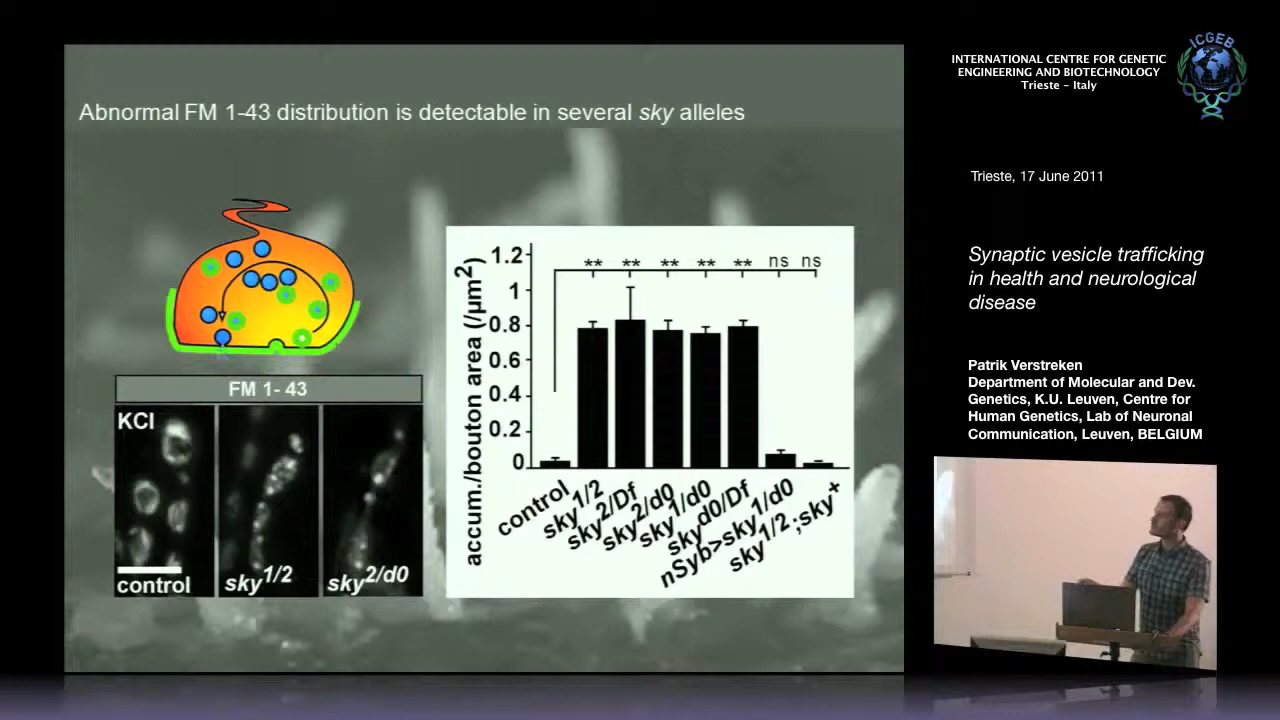 Abnormal FM 1-43 distribution is detectable in several sky alleles
FM 1- 43
KCl
control
sky1/2
sky2/d0
accum./bouton area (/µm²)
1.2
1
0.8
0.6
0.4
0.2
0
** ** ** ** ** ns ns
control
sky1/2
sky2/Df
sky2/d0
sky1/d0
skyd0/Df
nSyb>sky1/d0
sky1/2;sky+
INTERNATIONAL CENTRE FOR GENETIC
ENGINEERING AND BIOTECHNOLOGY
Trieste – Italy
ICGEB
Trieste, 17 June 2011
Synaptic vesicle trafficking
in health and neurological
disease
Patrik Verstreken
Department of Molecular and Dev.
Genetics, K.U. Leuven, Centre for
Human Genetics, Lab of Neuronal
Communication, Leuven, BELGIUM